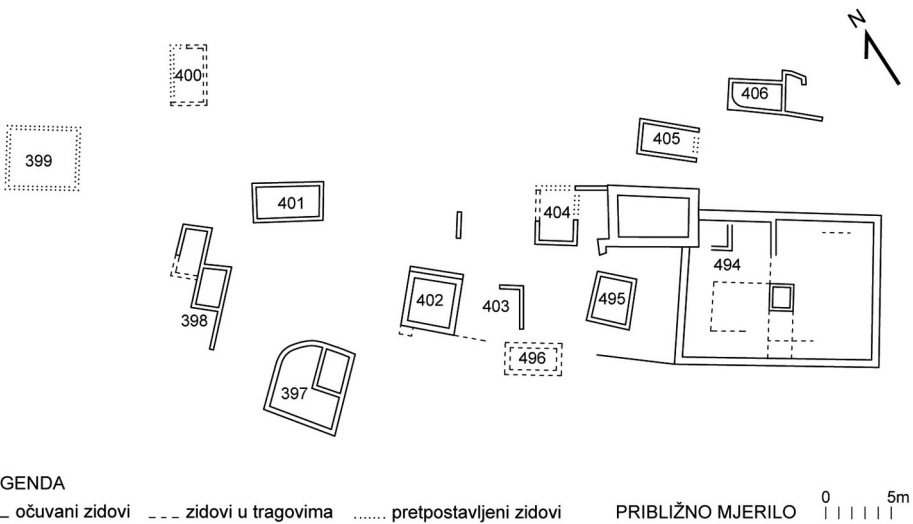 N
400
406
405
399
401
404
494
402
403
495
398
496
397
GENDA
očuvani zidovi
zidovi u tragovima
pretpostavljeni zidovi
PRIBLIŽNO MJERILO
0 5m